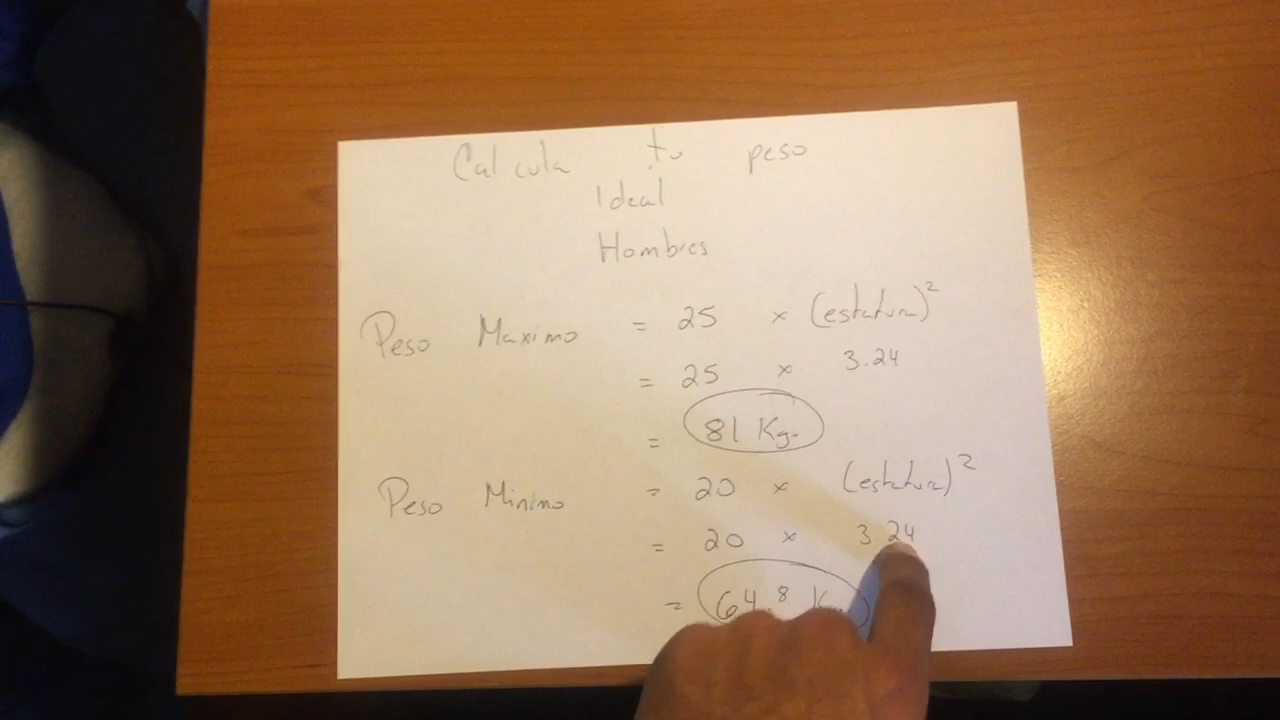 Calcula tu peso
Ideal
Hombres
Peso Maximo = 25 x (estatura)²
= 25 x 3.24
= 81 Kg.
Peso Minimo = 20 x (estatura)²
= 20 x 3.24
= 64.8 K